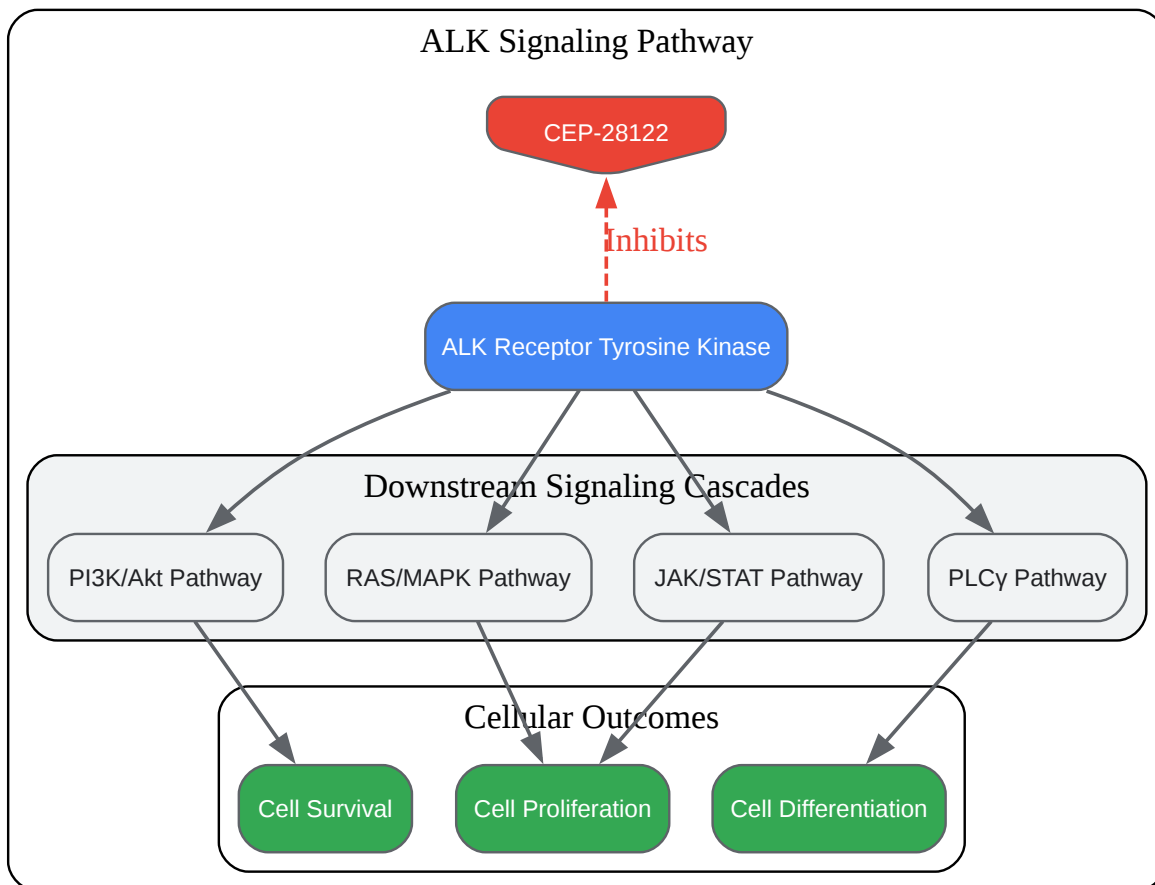 ALK Signaling Pathway
CEP-28122
Inhibits
ALK Receptor Tyrosine Kinase
Downstream Signaling Cascades
PI3K/Akt Pathway
RAS/MAPK Pathway
JAK/STAT Pathway
PLCγ Pathway
Cellular Outcomes
Cell Survival
Cell Proliferation
Cell Differentiation